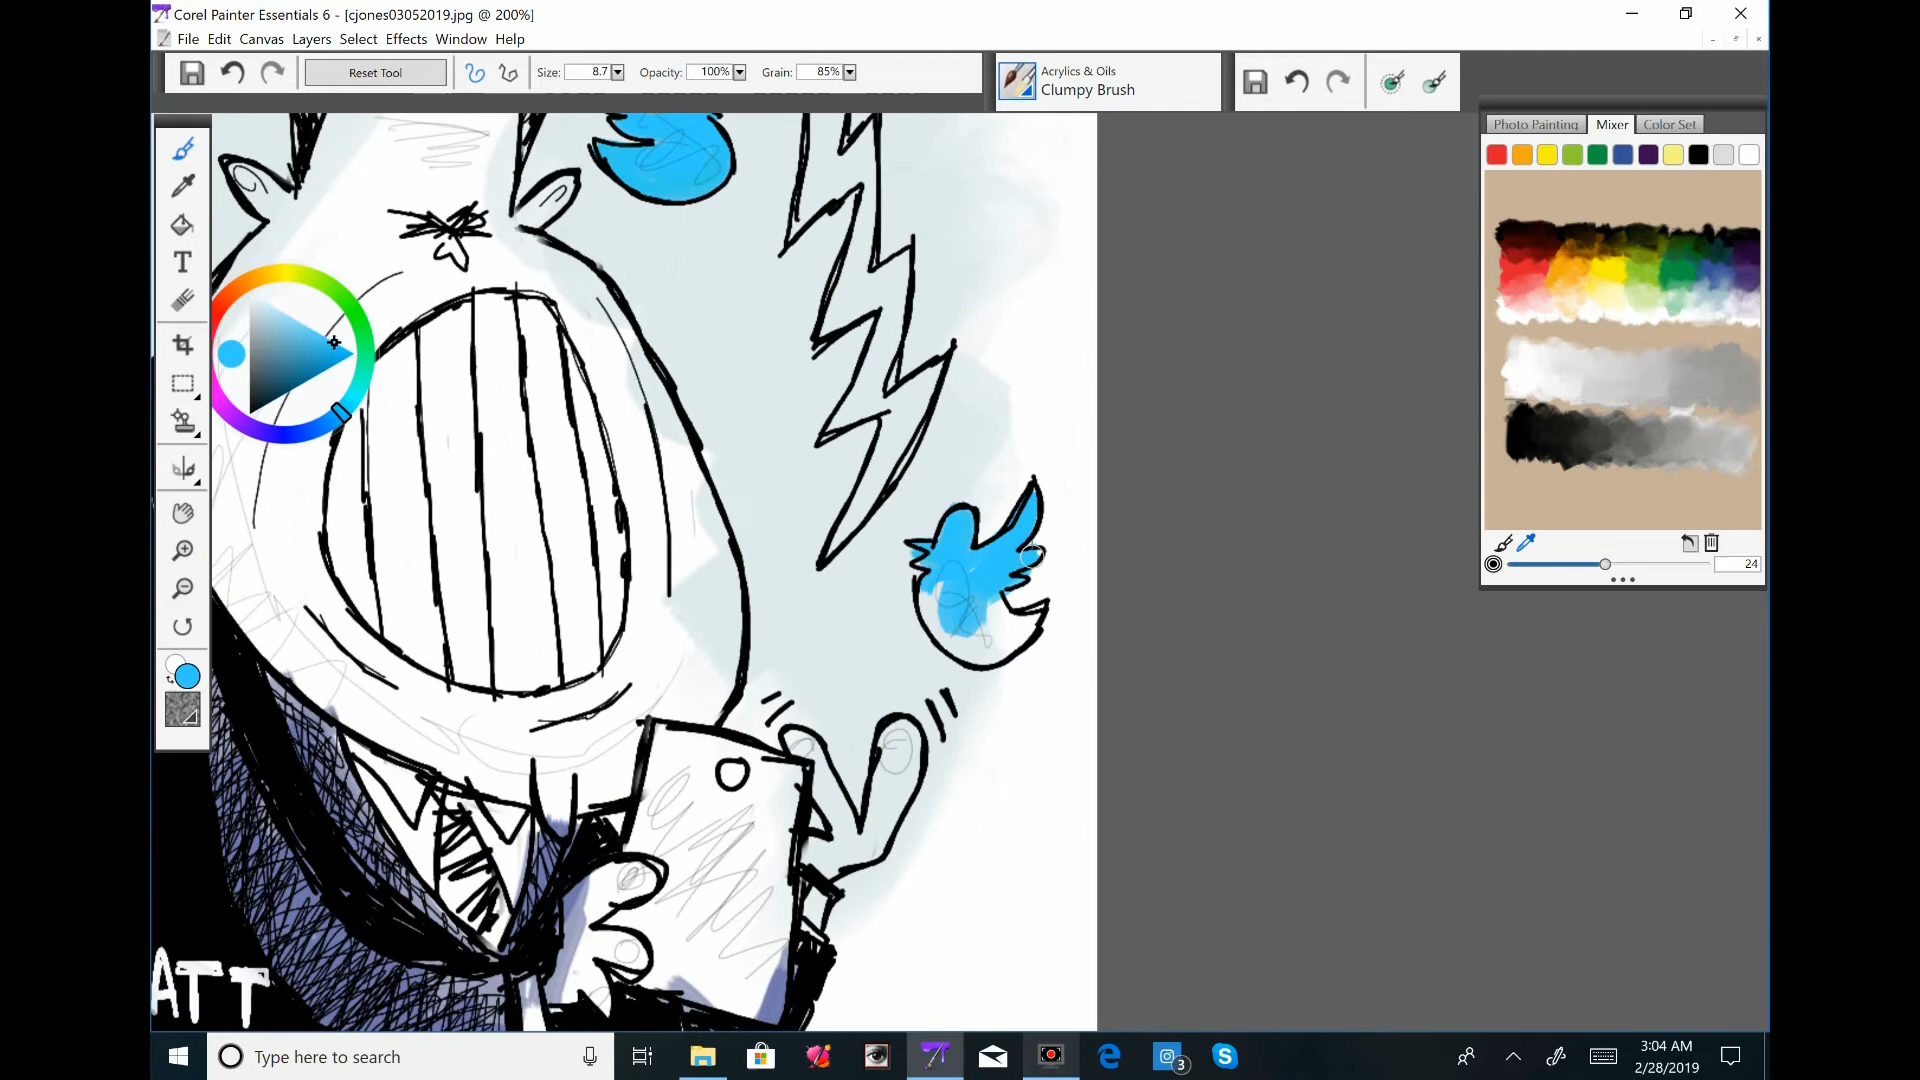 Corel Painter Essentials 6 - [cjones03052019.jpg @ 200%]
File Edit Canvas Layers Select Effects Window Help
Reset Tool Size: 8.7 Opacity: 100% Grain: 85%
Acrylics & Oils
Clumpy Brush
Photo Painting Mixer Color Set
T
24
ATT
Type here to search
3
3:04 AM
2/28/2019